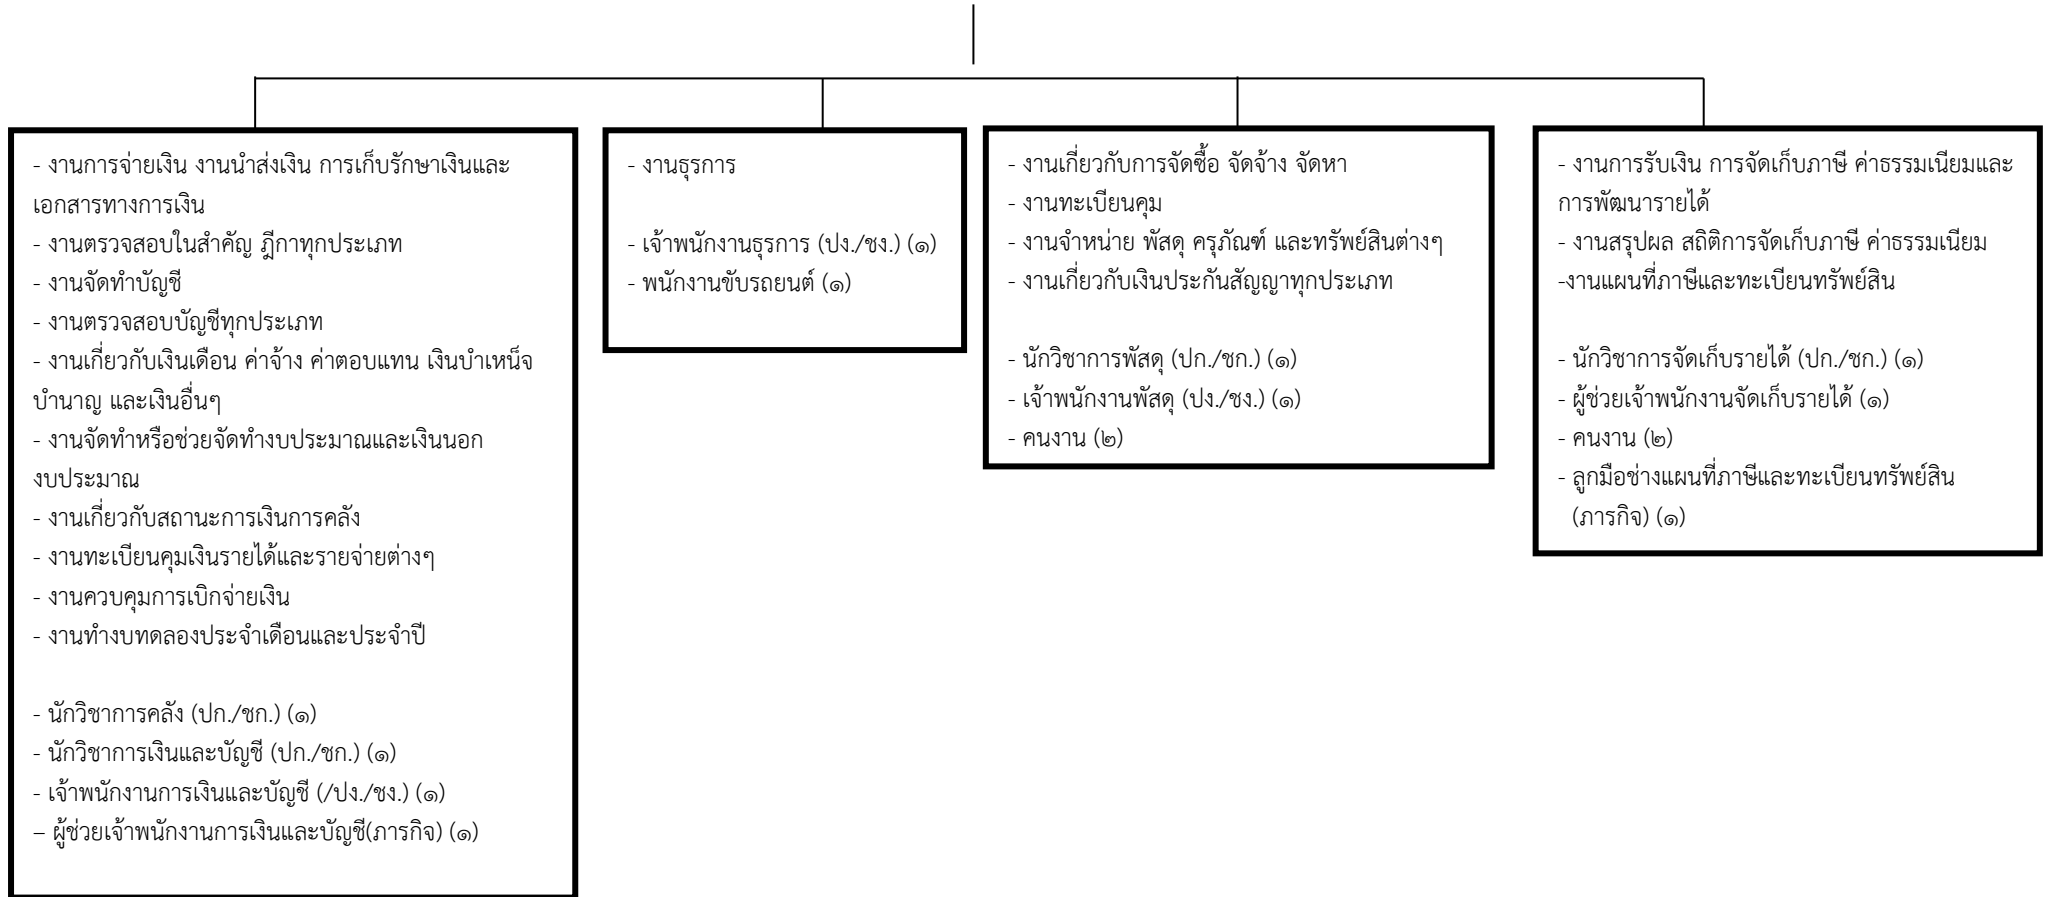 - งานการจ่ายเงิน งานนำส่งเงิน การเก็บรักษาเงินและ
เอกสารทางการเงิน
- งานตรวจสอบในสำคัญ ฎีกาทุกประเภท
- งานจัดทำบัญชี
- งานตรวจสอบบัญชีทุกประเภท
- งานเกี่ยวกับเงินเดือน ค่าจ้าง ค่าตอบแทน เงินบำเหน็จ
บำนาญ และเงินอื่นๆ
- งานจัดทำหรือช่วยจัดทำงบประมาณและเงินนอก
งบประมาณ
- งานเกี่ยวกับสถานะการเงินการคลัง
- งานทะเบียนคุมเงินรายได้และรายจ่ายต่างๆ
- งานควบคุมการเบิกจ่ายเงิน
- งานทำงบทดลองประจำเดือนและประจำปี
- นักวิชาการคลัง (ปก./ชก.) (๑)
- นักวิชาการเงินและบัญชี (ปก./ชก.) (๑)
- เจ้าพนักงานการเงินและบัญชี (/ปง./ชง.) (๑)
– ผู้ช่วยเจ้าพนักงานการเงินและบัญชี(ภารกิจ) (๑)
- งานธุรการ
- เจ้าพนักงานธุรการ (ปง./ชง.) (๑)
- พนักงานขับรถยนต์ (๑)
- งานเกี่ยวกับการจัดซื้อ จัดจ้าง จัดหา
- งานทะเบียนคุม
- งานจำหน่าย พัสดุ ครุภัณฑ์ และทรัพย์สินต่างๆ
- งานเกี่ยวกับเงินประกันสัญญาทุกประเภท
- นักวิชาการพัสดุ (ปก./ชก.) (๑)
- เจ้าพนักงานพัสดุ (ปง./ชง.) (๑)
- คนงาน (๒)
- งานการรับเงิน การจัดเก็บภาษี ค่าธรรมเนียมและ
การพัฒนารายได้
- งานสรุปผล สถิติการจัดเก็บภาษี ค่าธรรมเนียม
-งานแผนที่ภาษีและทะเบียนทรัพย์สิน
- นักวิชาการจัดเก็บรายได้ (ปก./ชก.) (๑)
- ผู้ช่วยเจ้าพนักงานจัดเก็บรายได้ (๑)
- คนงาน (๒)
- ลูกมือช่างแผนที่ภาษีและทะเบียนทรัพย์สิน
(ภารกิจ) (๑)